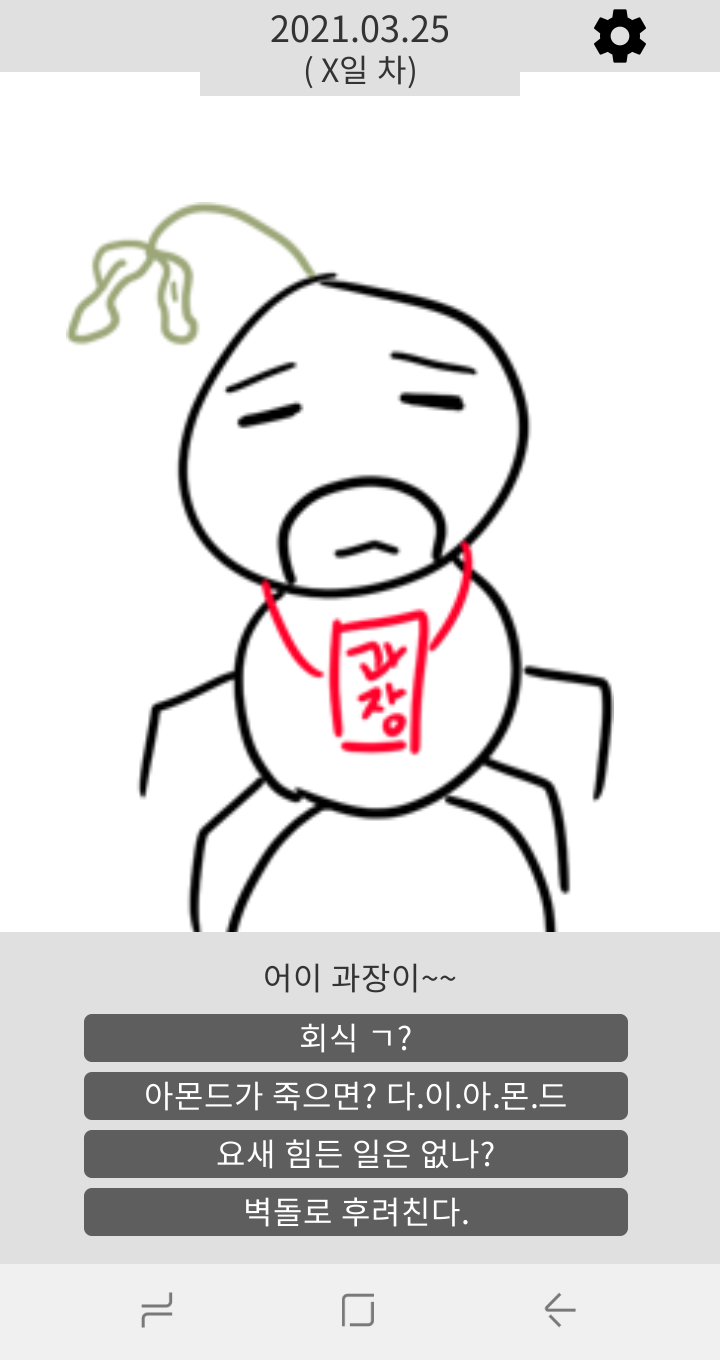 2021.03.25
( X일 차)
과
장
어이 과장이~~
회식 ㄱ?
아몬드가 죽으면? 다.이.아.몬.드
요새 힘든 일은 없나?
벽돌로 후려친다.